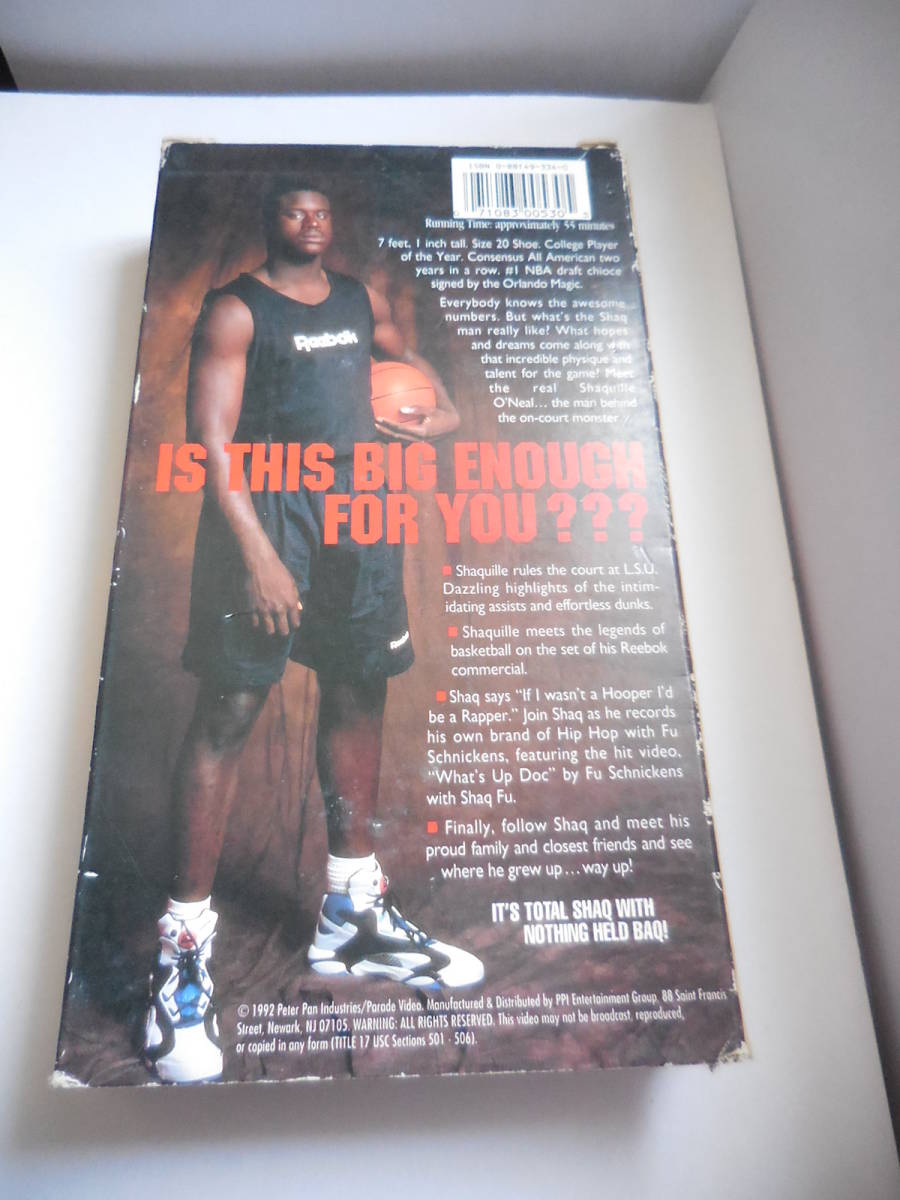 ISBN 0-88149-334-0
71083 00530
Running Time: approximately 55 minutes
7 feet, 1 inch tall. Size 20 Shoe. College Player
of the Year. Consensus All American two
years in a row. #1 NBA draft chioce
signed by the Orlando Magic.
Everybody knows the awesome
numbers. But what's the Shaq
man really like? What hopes
and dreams come along with
that incredible physique and
talent for the game? Meet
the real Shaquille
O'Neal... the man behind
the on-court monster
Reebok
IS THIS BIG ENOUGH
FOR YOU???
Shaquille rules the court at L.S.U.
Dazzling highlights of the intim-
idating assists and effortless dunks.
Shaquille meets the legends of
basketball on the set of his Reebok
commercial.
Reebok
Shaq says "If I wasn't a Hooper I'd
be a Rapper." Join Shaq as he records
his own brand of Hip Hop with Fu
Schnickens, featuring the hit video,
"What's Up Doc" by Fu Schnickens
with Shaq Fu.
Finally, follow Shaq and meet his
proud family and closest friends and see
where he grew up...way up!
IT'S TOTAL SHAQ WITH
NOTHING HELD BAQ!
© 1992 Peter Pan Industries/Parade Video. Manufactured & Distributed by PPI Entertainment Group, 88 Saint Francis
Street, Newark, NJ 07105. WARNING: ALL RIGHTS RESERVED. This video may not be broadcast, reproduced,
or copied in any form (TITLE 17 USC Sections 501 - 506).